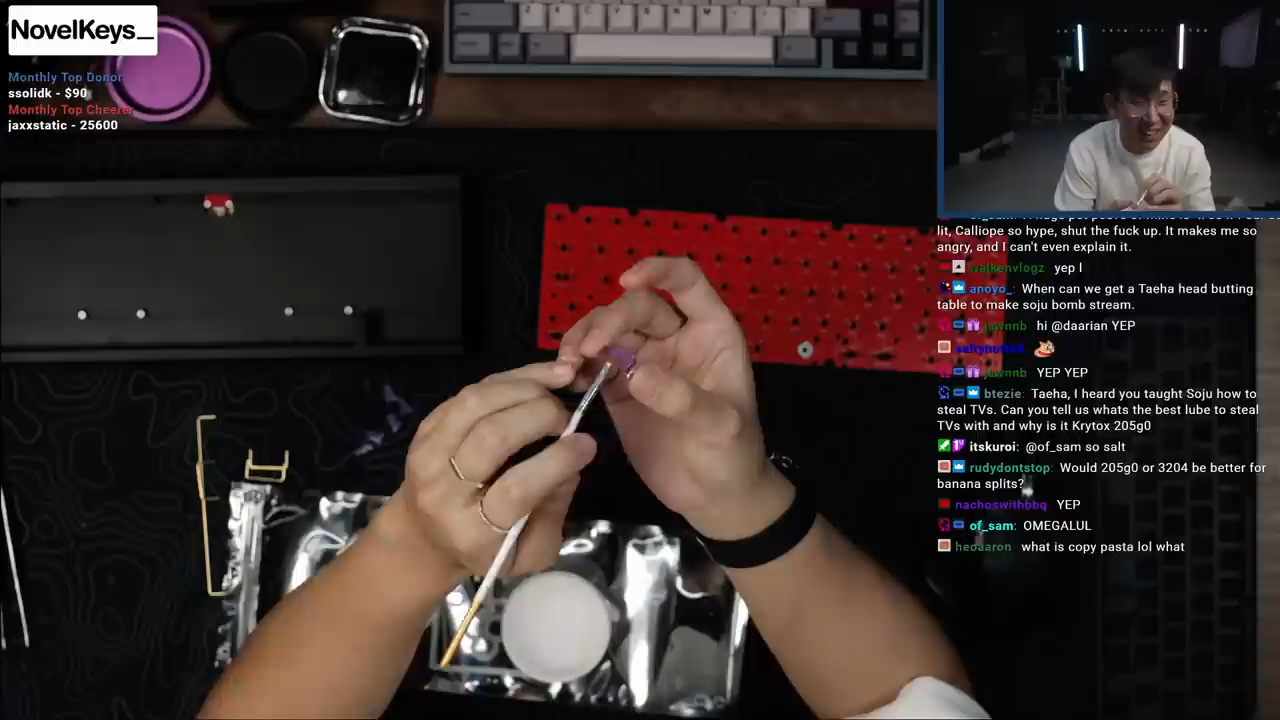 NovelKeys_
Monthly Top Donor
ssolidk - $90
Monthly Top Cheerer
jaxxstatic - 25600
lit, Calliope so hype, shut the fuck up. It makes me so
angry, and I can't even explain it.
walkenvlogz yep I
anoyo_: When can we get a Taeha head butting
table to make soju bomb stream.
jawnnb hi @daarian YEP
saltynutted
jawnnb YEP YEP
btezie: Taeha, I heard you taught Soju how to
steal TVs. Can you tell us whats the best lube to steal
TVs with and why is it Krytox 205g0
itskuroi: @of_sam so salt
rudydontstop: Would 205g0 or 3204 be better for
banana splits?
nachoswithbbq YEP
of_sam: OMEGALUL
heoaaron what is copy pasta lol what